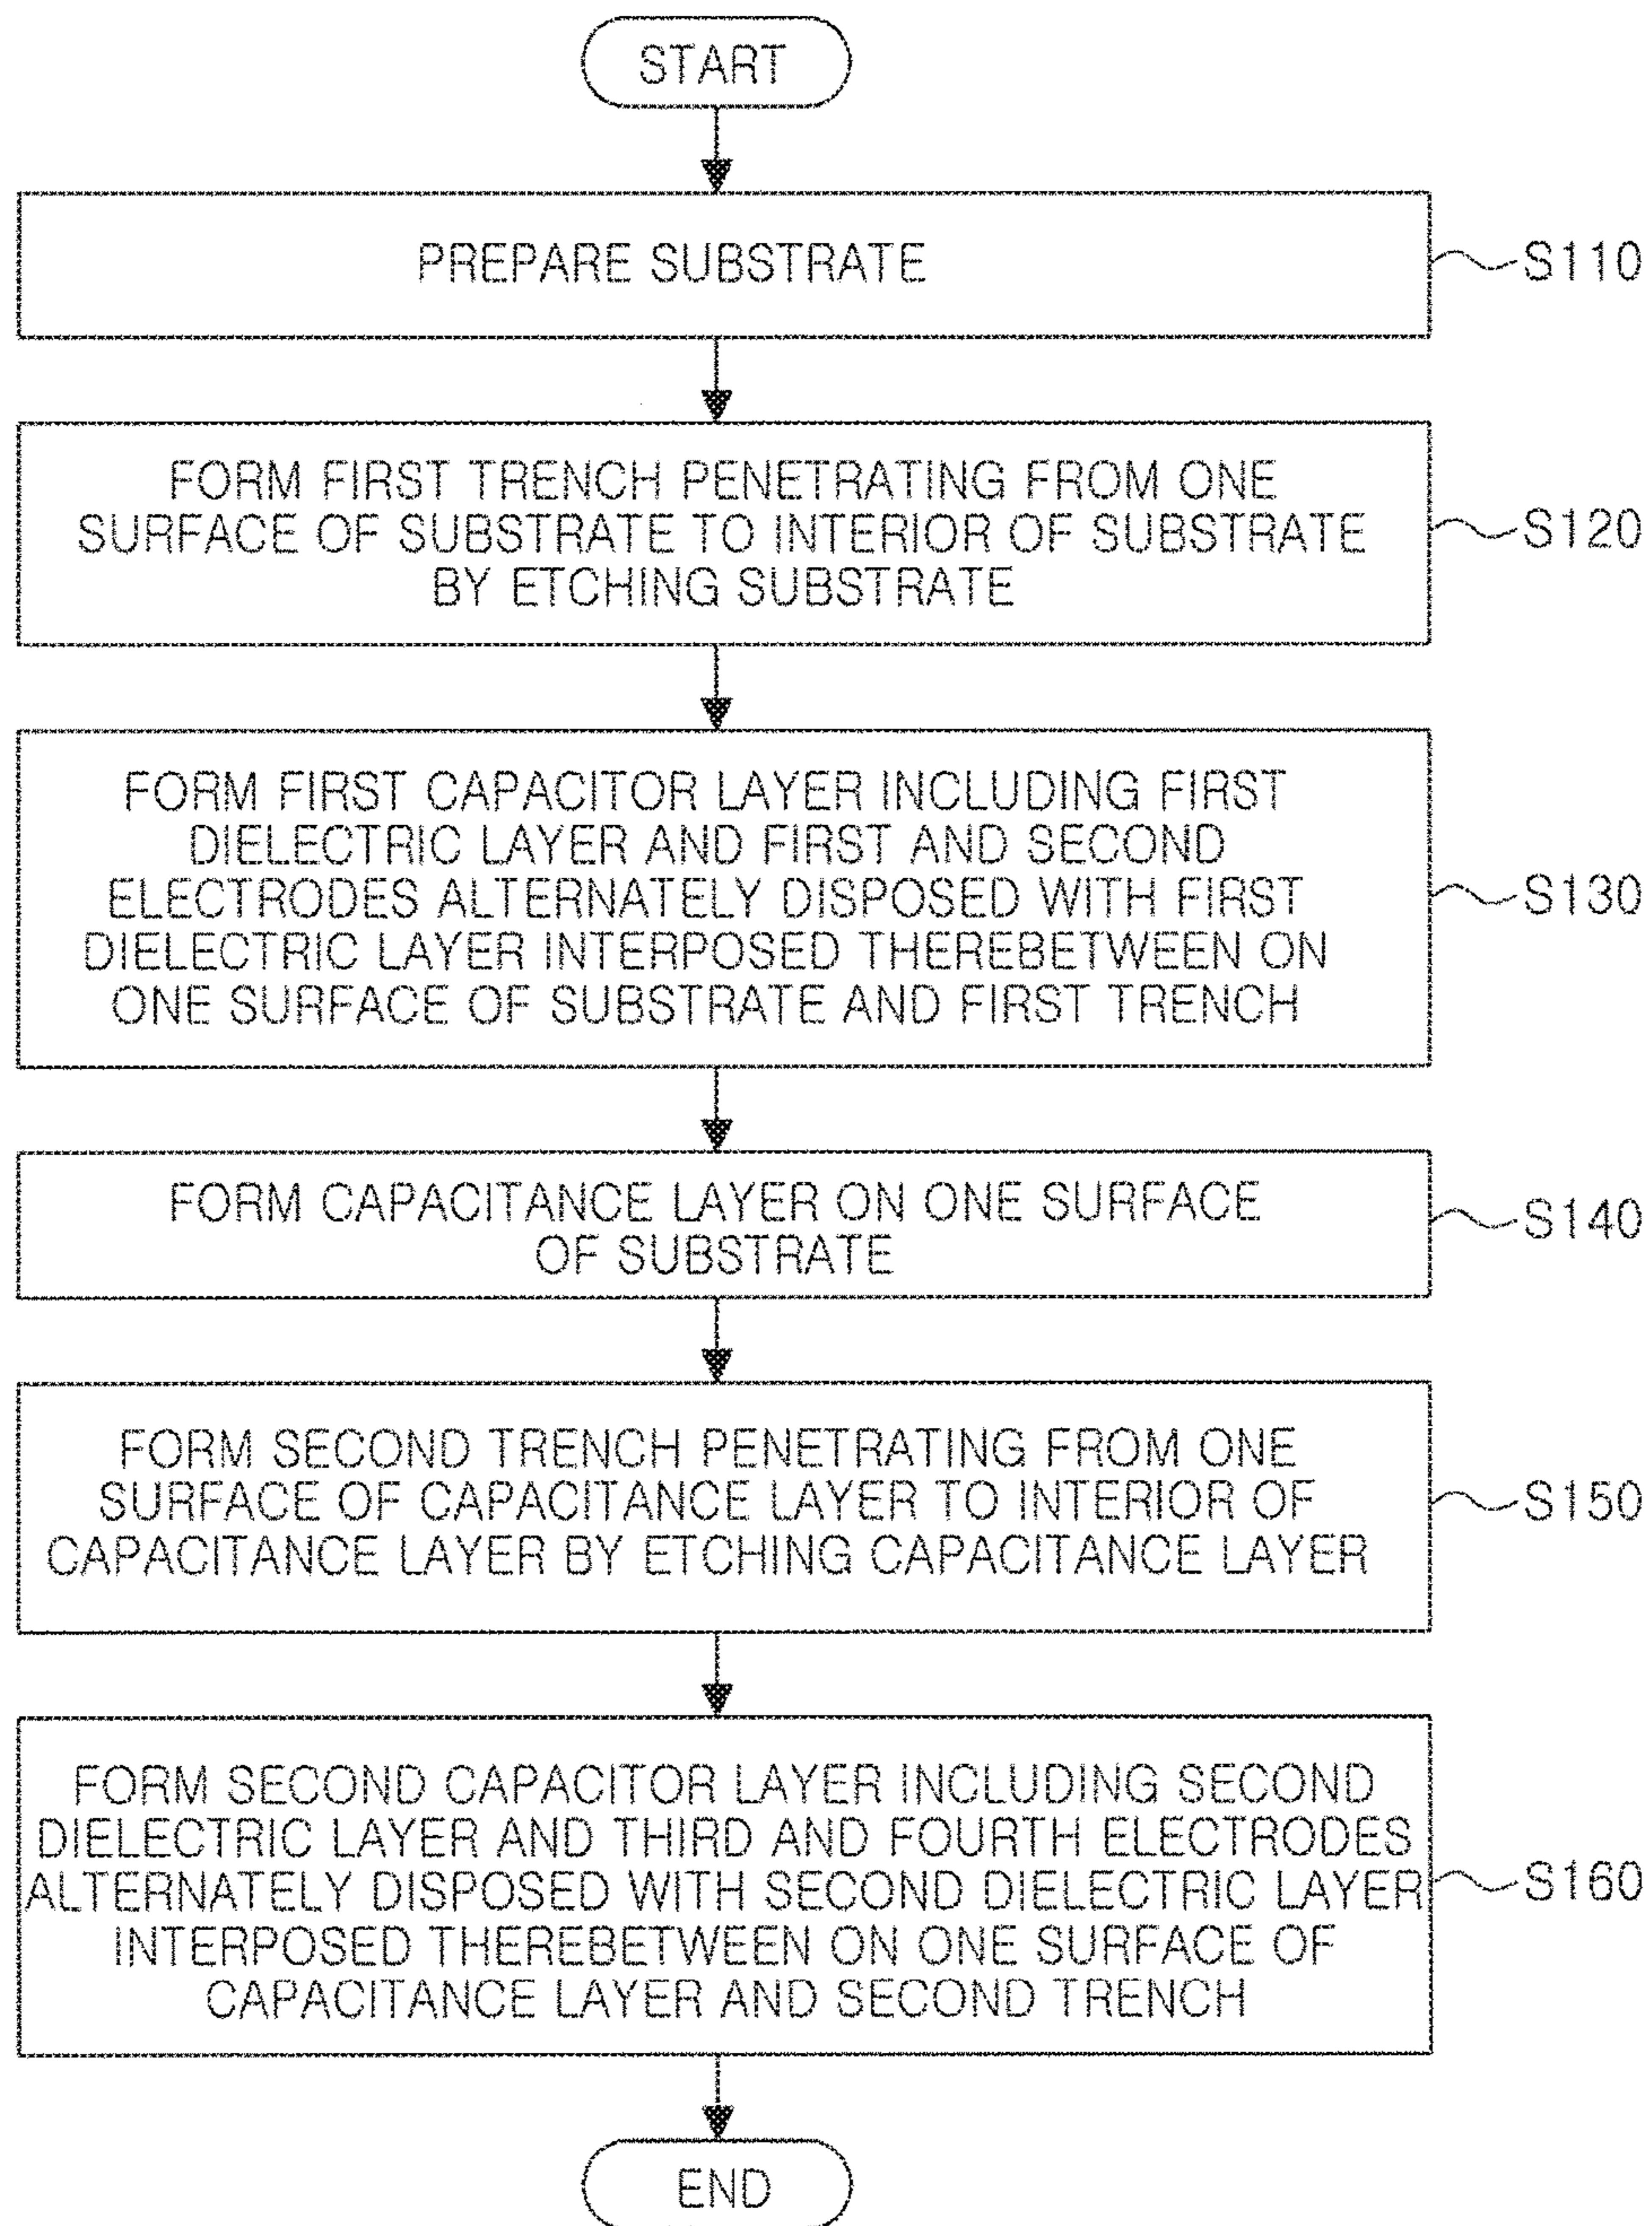 START
PREPARE SUBSTRATE
S110
FORM FIRST TRENCH PENETRATING FROM ONE
SURFACE OF SUBSTRATE TO INTERIOR OF SUBSTRATE
BY ETCHING SUBSTRATE
S120
FORM FIRST CAPACITOR LAYER INCLUDING FIRST
DIELECTRIC LAYER AND FIRST AND SECOND
ELECTRODES ALTERNATELY DISPOSED WITH FIRST
DIELECTRIC LAYER INTERPOSED THEREBETWEEN ON
ONE SURFACE OF SUBSTRATE AND FIRST TRENCH
S130
FORM CAPACITANCE LAYER ON ONE SURFACE
OF SUBSTRATE
S140
FORM SECOND TRENCH PENETRATING FROM ONE
SURFACE OF CAPACITANCE LAYER TO INTERIOR OF
CAPACITANCE LAYER BY ETCHING CAPACITANCE LAYER
S150
FORM SECOND CAPACITOR LAYER INCLUDING SECOND
DIELECTRIC LAYER AND THIRD AND FOURTH ELECTRODES
ALTERNATELY DISPOSED WITH SECOND DIELECTRIC LAYER
INTERPOSED THEREBETWEEN ON ONE SURFACE OF
CAPACITANCE LAYER AND SECOND TRENCH
S160
END